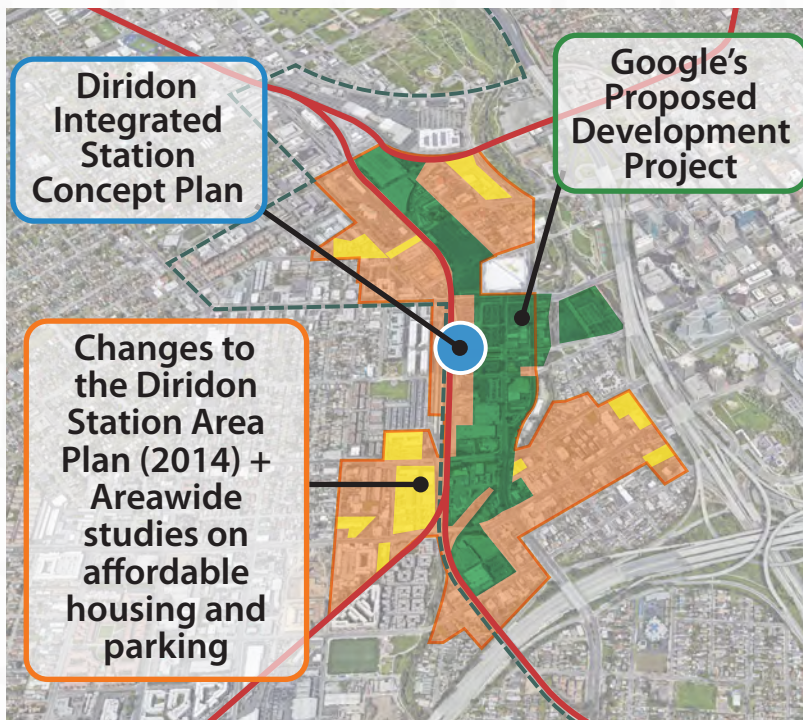 Diridon
Integrated
Station
Concept Plan
Google’s
Proposed
Development
Project
Changes to
the Diridon
Station Area
Plan (2014) +
Areawide
studies on
affordable
housing and
parking